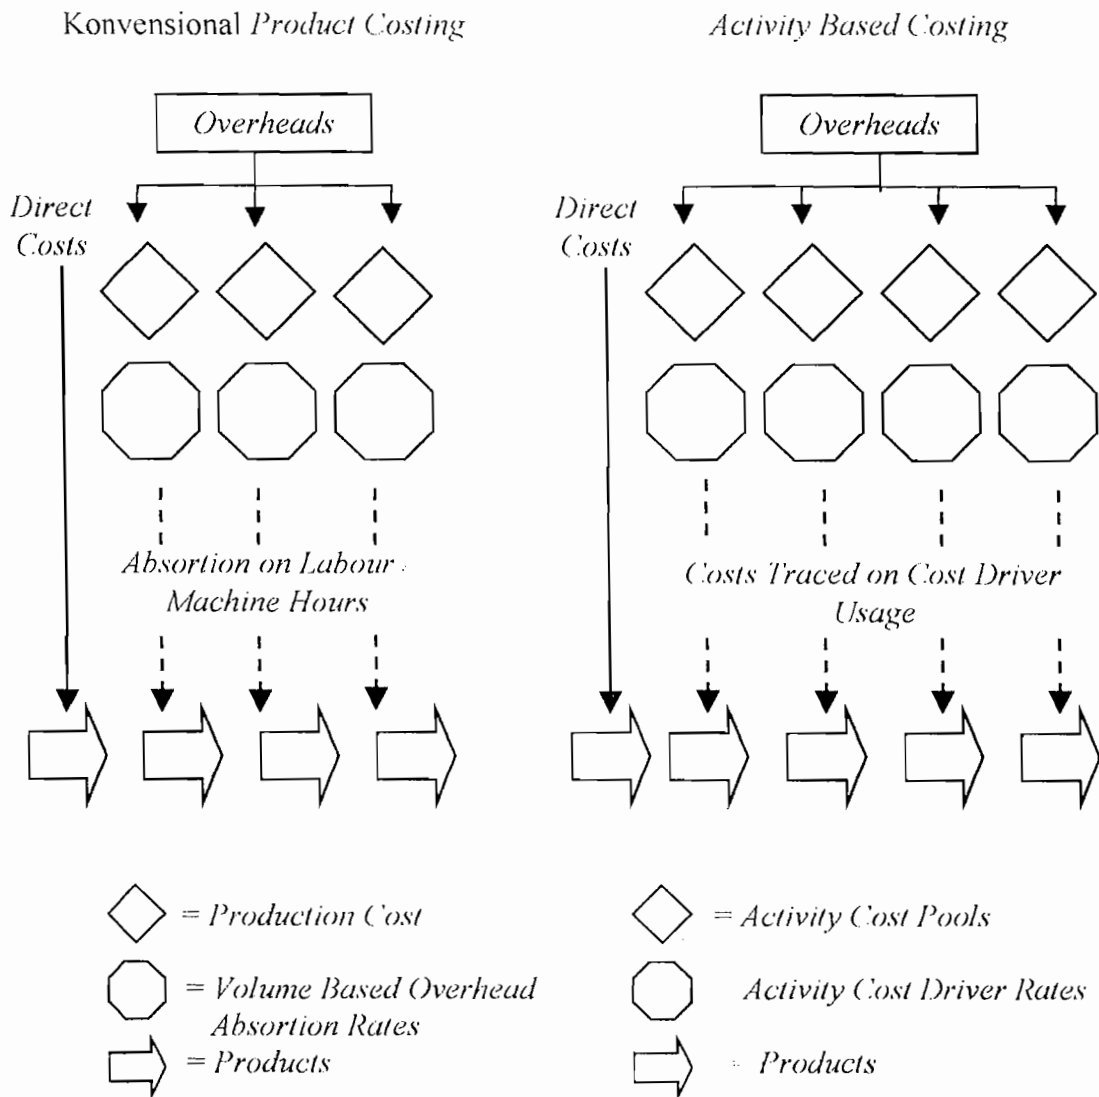 Konvensional Product Costing
Overheads
Direct
Costs
Absortion on Labour
Machine Hours
= Production Cost
= Volume Based Overhead
Absortion Rates
= Products
Activity Based Costing
Overheads
Direct
Costs
Costs Traced on Cost Driver
Usage
= Activity Cost Pools
Activity Cost Driver Rates
= Products